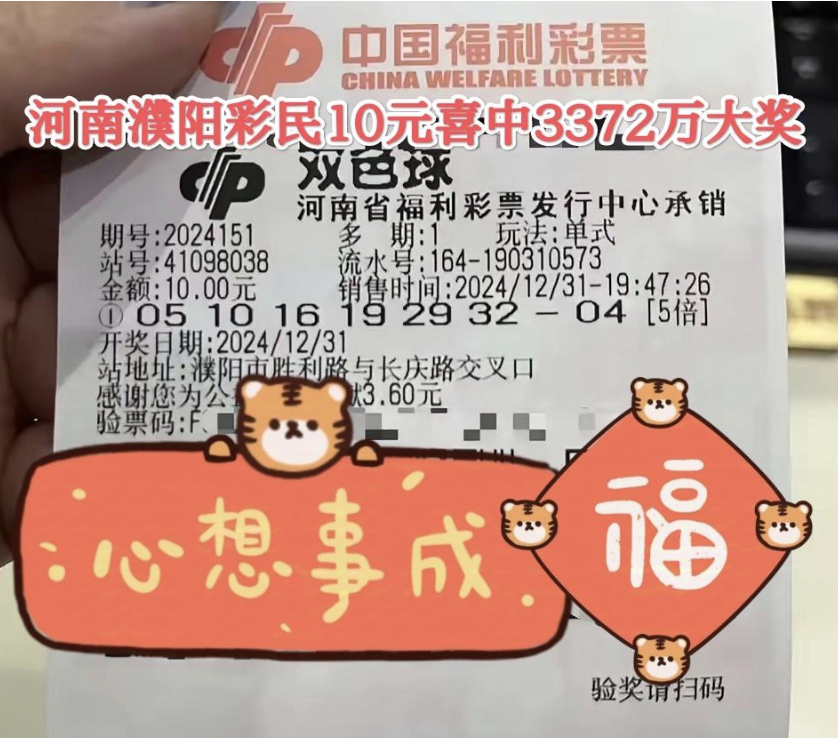 中国福利彩票
CHINA WELFARE LOTTERY
河南濮阳彩民10元喜中3372万大奖
双色球
河南省福利彩票发行中心承销
期号:2024151 多 期:1 玩法:单式
站号:41098038 流水号:164-190310573
金额:10.00元 销售时间:2024/12/31-19:47:26
① 05 10 16 19 29 32 - 04 [5倍]
开奖日期:2024/12/31
站地址:濮阳市胜利路与长庆路交叉口
感谢您为公 3.60元
验票码:F
心想事成
福
验奖请扫码